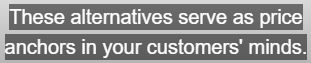 These alternatives serve as price
anchors in your customers' minds.